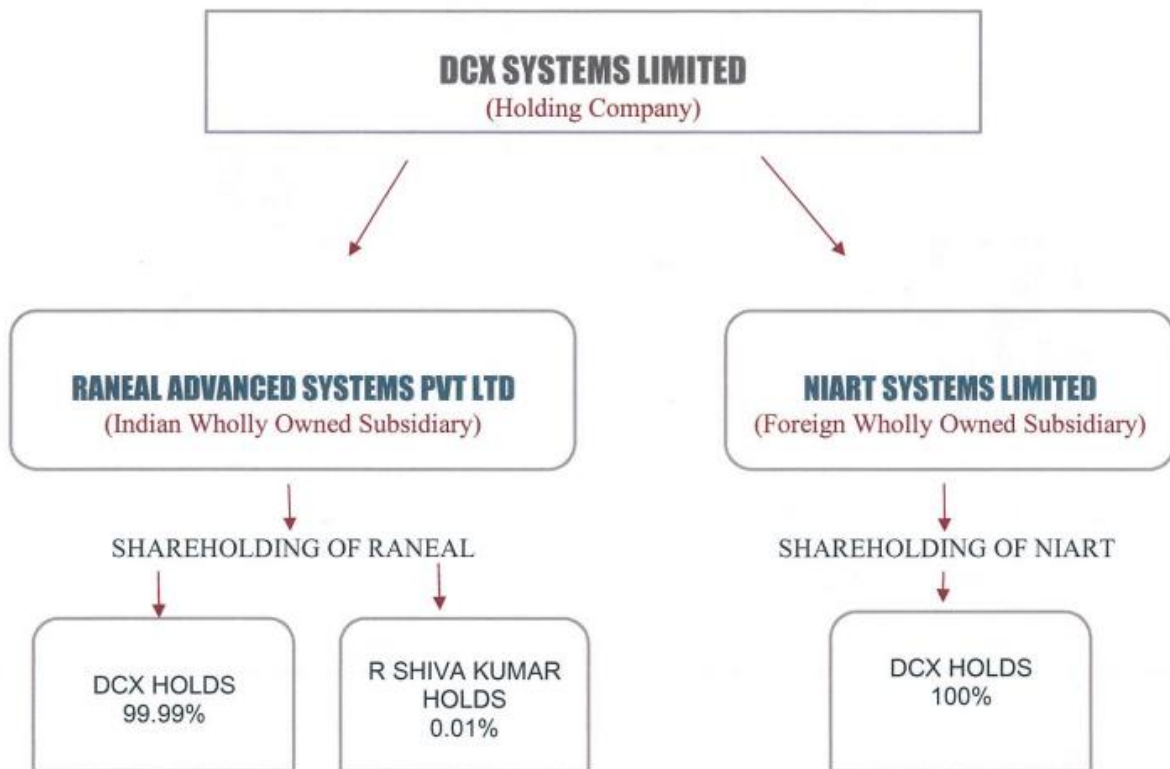 DCX SYSTEMS LIMITED
(Holding Company)
RANEAL ADVANCED SYSTEMS PVT LTD
(Indian Wholly Owned Subsidiary)
NIART SYSTEMS LIMITED
(Foreign Wholly Owned Subsidiary)
SHAREHOLDING OF RANEAL
SHAREHOLDING OF NIART
DCX HOLDS
99.99%
R SHIVA KUMAR
HOLDS
0.01%
DCX HOLDS
100%